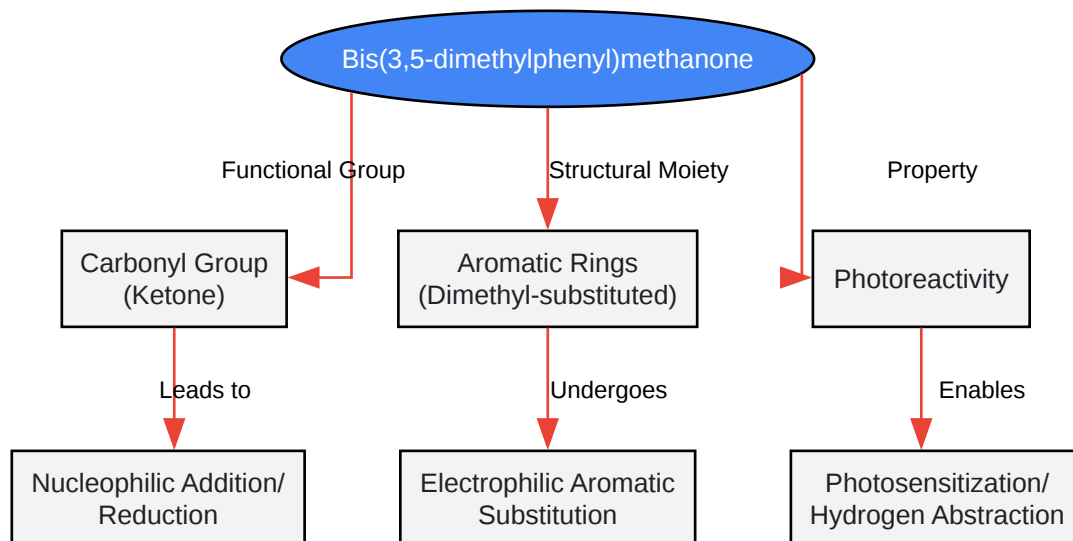 Bis(3,5-dimethylphenyl)methanone
Functional Group
Structural Moiety
Property
Carbonyl Group
(Ketone)
Aromatic Rings
(Dimethyl-substituted)
Photoreactivity
Leads to
Undergoes
Enables
Nucleophilic Addition/
Reduction
Electrophilic Aromatic
Substitution
Photosensitization/
Hydrogen Abstraction